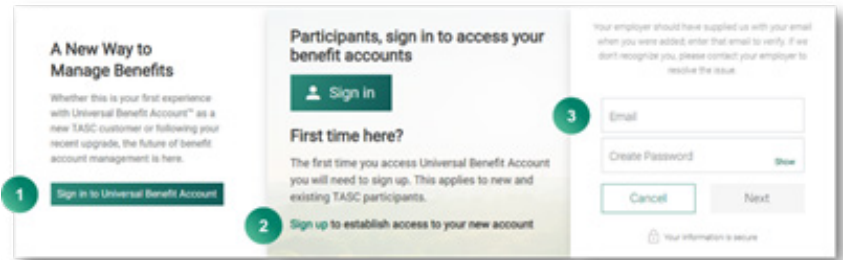 A New Way to
Manage Benefits
Whether this is your first experience
with Universal Benefit Account™ as a
new TASC customer or following your
recent upgrade, the future of benefit
account management is here.
1
Sign in to Universal Benefit Account
Participants, sign in to access your
benefit accounts
Sign in
First time here?
The first time you access Universal Benefit Account
you will need to sign up. This applies to new and
existing TASC participants.
2
Sign up to establish access to your new account
Your employer should have supplied us with your email
when you were added, enter that email to verify. If we
don't recognize you, please contact your employer to
resolve the issue.
3
Email
Create Password
Show
Cancel
Next
Your information is secure